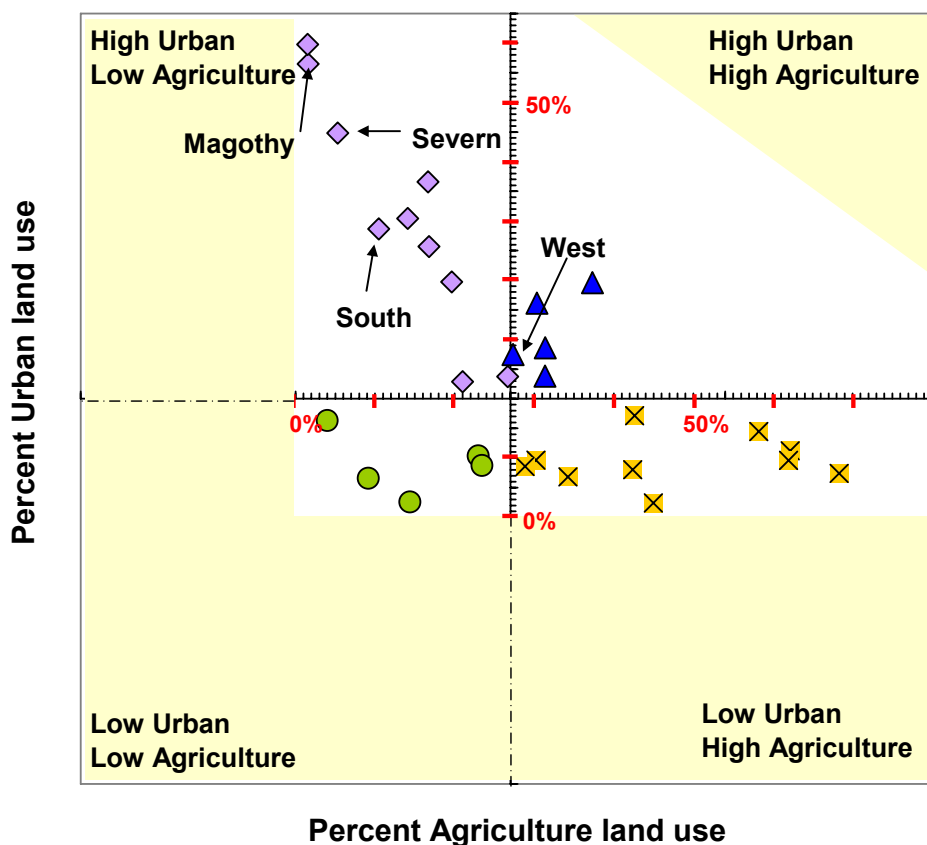 High Urban
Low Agriculture
High Urban
High Agriculture
50%
Magothy
Severn
West
South
0%
50%
0%
Low Urban
Low Agriculture
Low Urban
High Agriculture
Percent Urban land use
Percent Agriculture land use